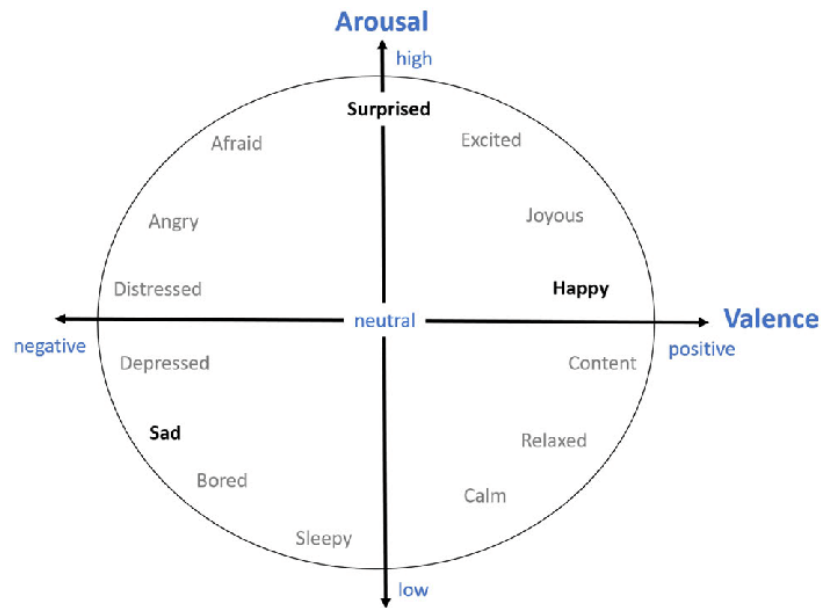 Arousal
high
Surprised
Afraid
Excited
Angry
Joyous
Distressed
Happy
neutral
Valence
negative
positive
Depressed
Content
Sad
Relaxed
Bored
Calm
Sleepy
low